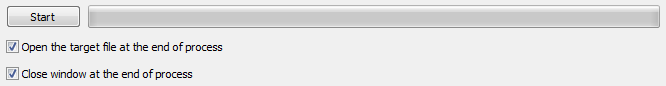 Start
Open the target file at the end of process
Close window at the end of process